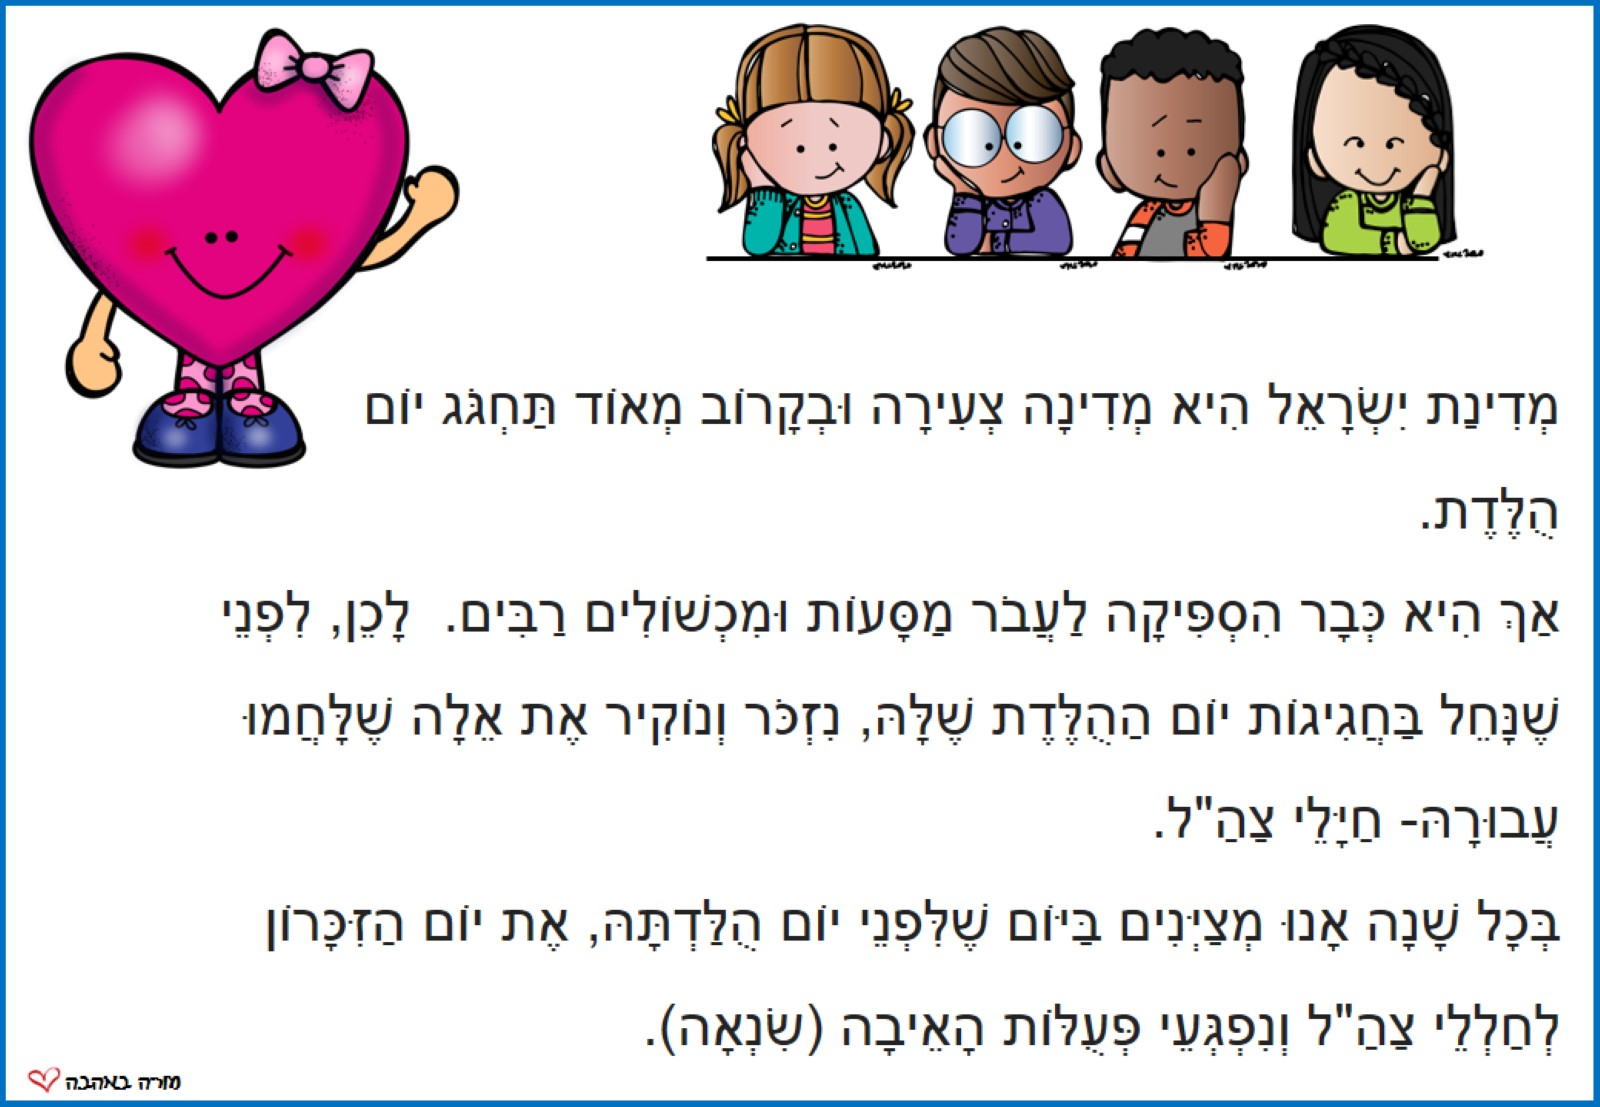 מְדִינַת יִשְׂרָאֵל הִיא מְדִינָה צְעִירָה וּבְקָרוֹב מְאוֹד תַּחְגֹּג יוֹם
הֻלֶּדֶת.
אַךְ הִיא כְּבָר הִסְפִּיקָה לַעֲבֹר מַסָּעוֹת וּמִכְשׁוֹלִים רַבִּים.  לָכֵן, לִפְנֵי
שֶׁנָּחֵל בַּחֲגִיגוֹת יוֹם הַהֻלֶּדֶת שֶׁלָּהּ, נִזְכֹּר וְנוֹקִיר אֶת אֵלָה שֶׁלָּחֲמוּ
עֲבוּרָהּ- חַיָּלֵי צַהַ"ל.
בְּכָל שָׁנָה אָנוּ מְצַיְּנִים בַּיּוֹם שֶׁלִּפְנֵי יוֹם הֻלַּדְתָּהּ, אֶת יוֹם הַזִּכָּרוֹן
לְחַלְלֵי צַהַ"ל וְנִפְגְּעֵי פְּעֻלּוֹת הָאֵיבָה (שִׂנְאָה).
מורה באהבה